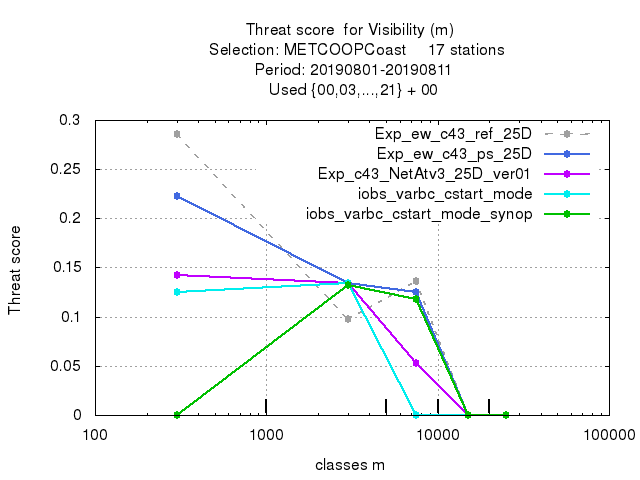 Threat score for Visibility (m)
Selection: METCOOPCoast 17 stations
Period: 20190801-20190811
Used {00,03,...,21} + 00
Exp_ew_c43_ref_25D
Exp_ew_c43_ps_25D
Exp_c43_NetAtv3_25D_ver01
iobs_varbc_cstart_mode
iobs_varbc_cstart_mode_synop
Threat score
0.3
0.25
0.2
0.15
0.1
0.05
0
100 1000 10000 100000
classes m